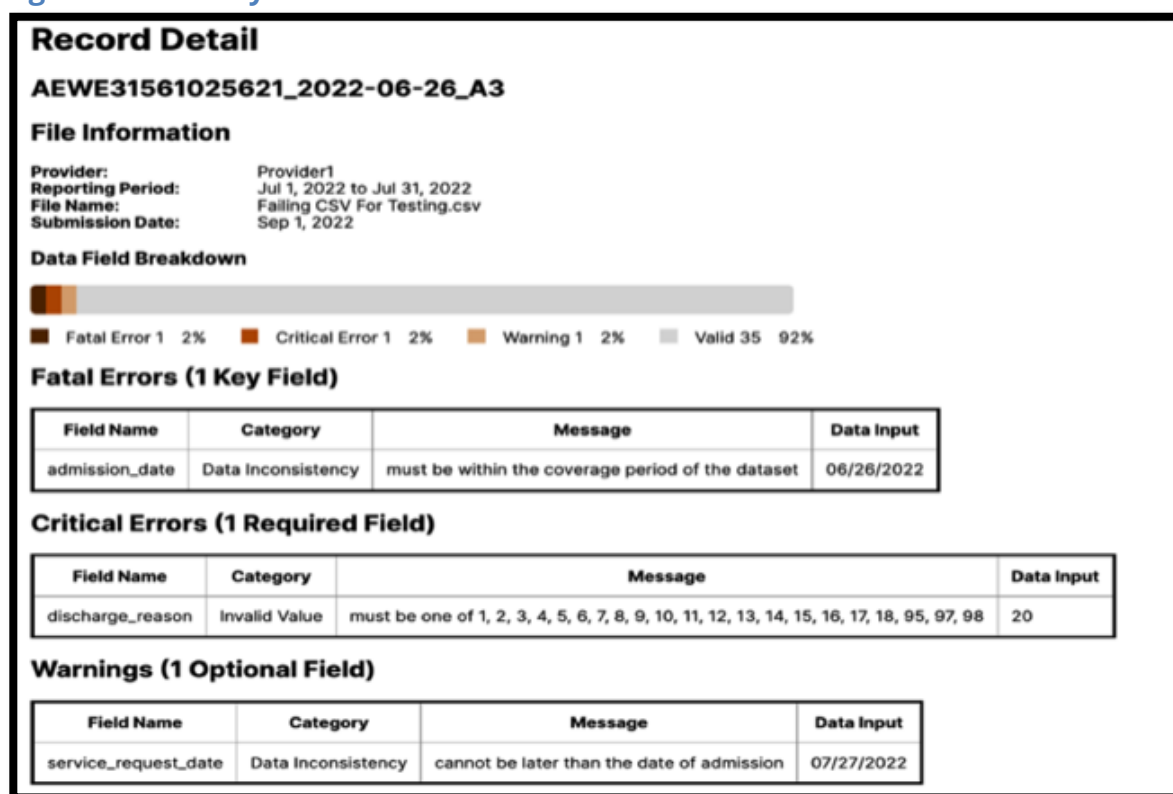 Record Detail
AEWE31561025621_2022-06-26_A3
File Information
Provider: Provider1
Reporting Period: Jul 1, 2022 to Jul 31, 2022
File Name: Failing CSV For Testing.csv
Submission Date: Sep 1, 2022
Data Field Breakdown
Fatal Error 1 2% Critical Error 1 2% Warning 1 2% Valid 35 92%
Fatal Errors (1 Key Field)
Field Name Category Message Data Input
admission_date Data Inconsistency must be within the coverage period of the dataset 06/26/2022
Critical Errors (1 Required Field)
Field Name Category Message Data Input
discharge_reason Invalid Value must be one of 1, 2, 3, 4, 5, 6, 7, 8, 9, 10, 11, 12, 13, 14, 15, 16, 17, 18, 95, 97, 98 20
Warnings (1 Optional Field)
Field Name Category Message Data Input
service_request_date Data Inconsistency cannot be later than the date of admission 07/27/2022